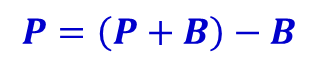 P = (P + B) − B